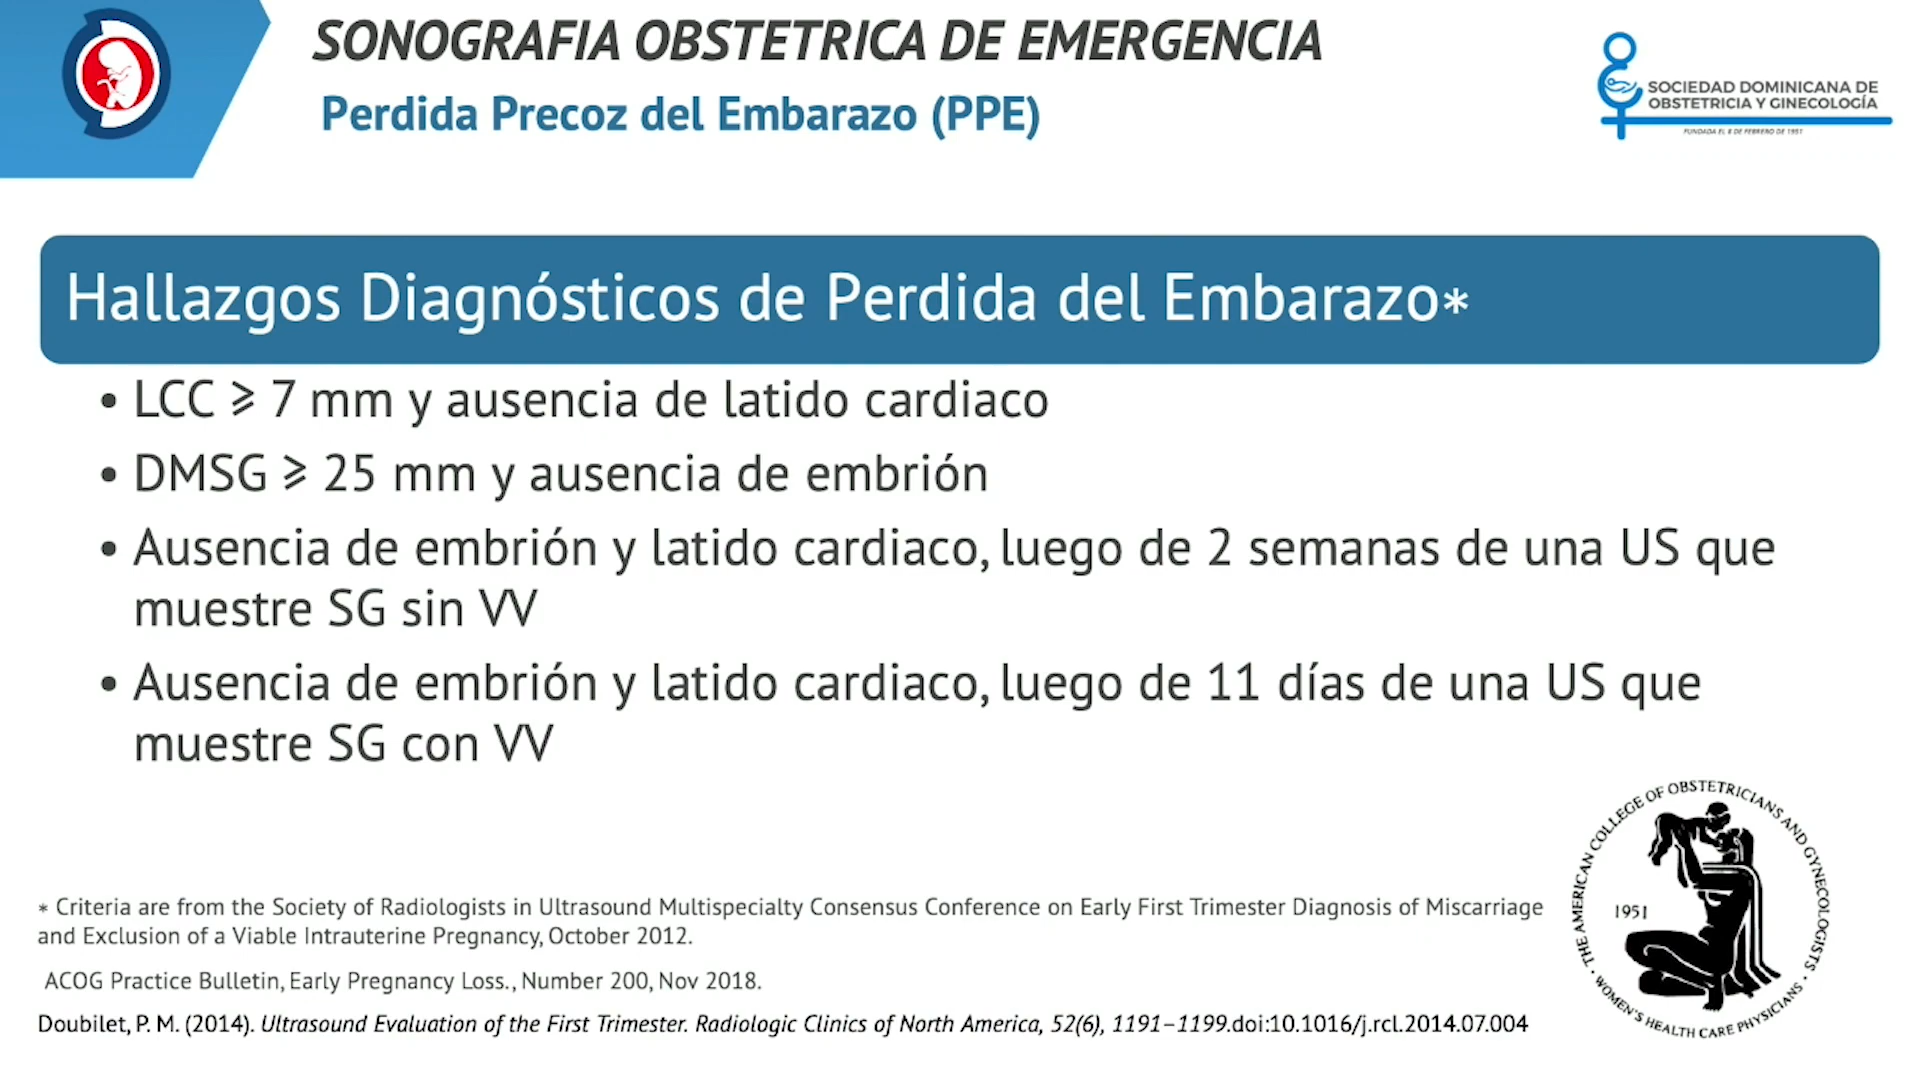 SONOGRAFIA OBSTETRICA DE EMERGENCIA
Perdida Precoz del Embarazo (PPE)
SOCIEDAD DOMINICANA DE
OBSTETRICIA Y GINECOLOGÍA
FUNDADA EL 8 DE FEBRERO DE 1951
Hallazgos Diagnósticos de Perdida del Embarazo*
• LCC ⩾ 7 mm y ausencia de latido cardiaco
• DMSG ⩾ 25 mm y ausencia de embrión
• Ausencia de embrión y latido cardiaco, luego de 2 semanas de una US que
muestre SG sin VV
• Ausencia de embrión y latido cardiaco, luego de 11 días de una US que
muestre SG con VV
* Criteria are from the Society of Radiologists in Ultrasound Multispecialty Consensus Conference on Early First Trimester Diagnosis of Miscarriage
and Exclusion of a Viable Intrauterine Pregnancy, October 2012.
ACOG Practice Bulletin, Early Pregnancy Loss., Number 200, Nov 2018.
Doubilet, P. M. (2014). Ultrasound Evaluation of the First Trimester. Radiologic Clinics of North America, 52(6), 1191–1199.doi:10.1016/j.rcl.2014.07.004
• THE AMERICAN COLLEGE OF OBSTETRICIANS AND GYNECOLOGISTS •
WOMEN'S HEALTH CARE PHYSICIANS
1951